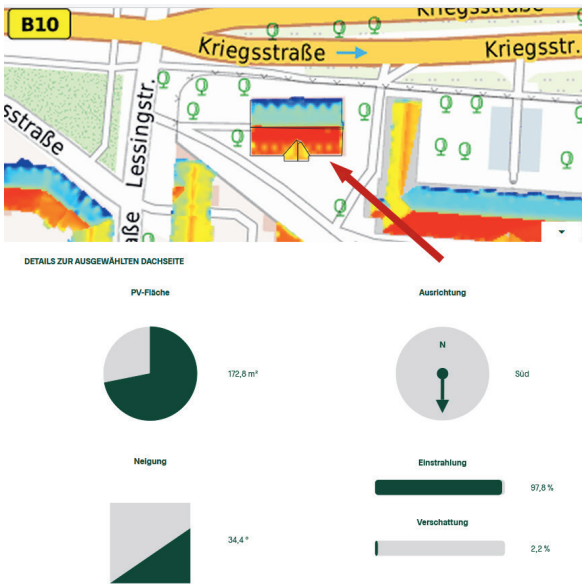 Kriegsstraße
B10
Kriegsstraße
Kriegsstr.
Lessingstr.
sstraße
aße
DETAILS ZUR AUSGEWÄHLTEN DACHSEITE
PV-Fläche
Ausrichtung
172,8 m²
N
Süd
Neigung
Einstrahlung
97,8 %
34,4 °
Verschattung
2,2 %